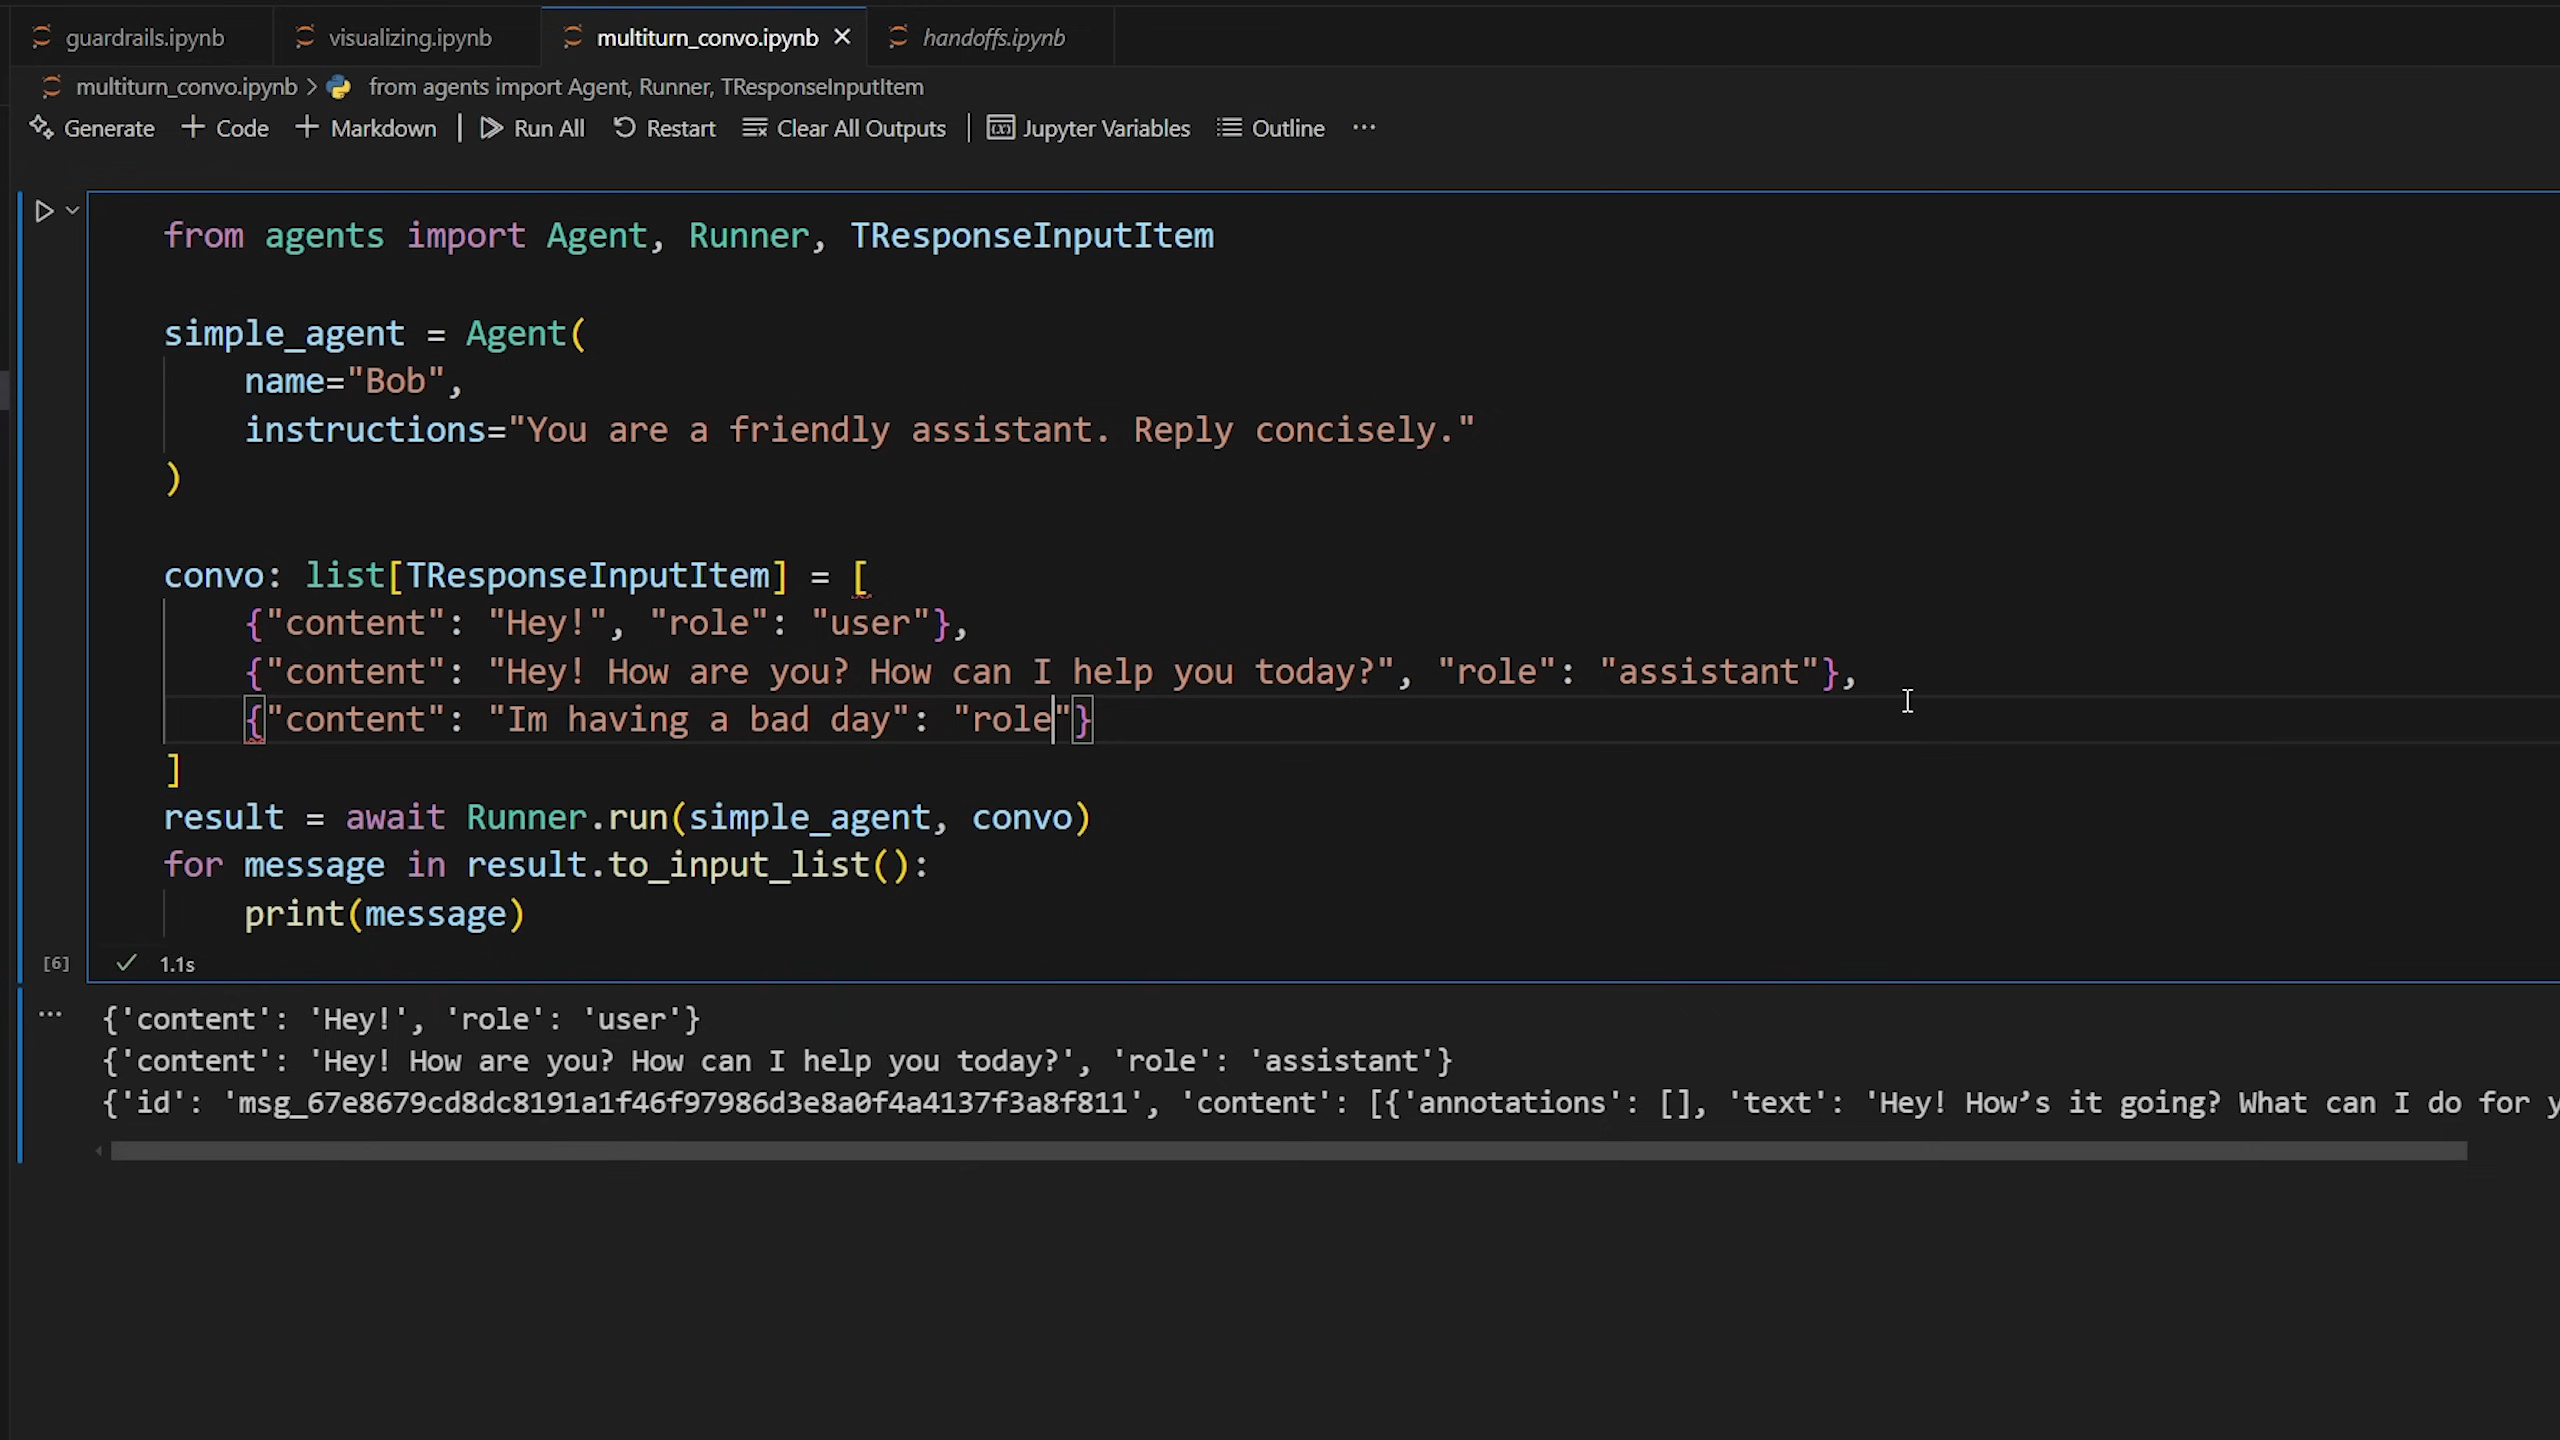 guardrails.ipynb visualizing.ipynb multiturn_convo.ipynb handoffs.ipynb
multiturn_convo.ipynb > from agents import Agent, Runner, TResponseInputItem
Generate + Code + Markdown | Run All Restart Clear All Outputs | Jupyter Variables Outline ...
from agents import Agent, Runner, TResponseInputItem
simple_agent = Agent(
    name="Bob",
    instructions="You are a friendly assistant. Reply concisely."
)
convo: list[TResponseInputItem] = [
    {"content": "Hey!", "role": "user"},
    {"content": "Hey! How are you? How can I help you today?", "role": "assistant"},
    {"content": "Im having a bad day": "role"}
]
result = await Runner.run(simple_agent, convo)
for message in result.to_input_list():
    print(message)
[6] ✓ 1.1s
... {'content': 'Hey!', 'role': 'user'}
{'content': 'Hey! How are you? How can I help you today?', 'role': 'assistant'}
{'id': 'msg_67e8679cd8dc8191a1f46f97986d3e8a0f4a4137f3a8f811', 'content': [{'annotations': [], 'text': 'Hey! How’s it going? What can I do for y